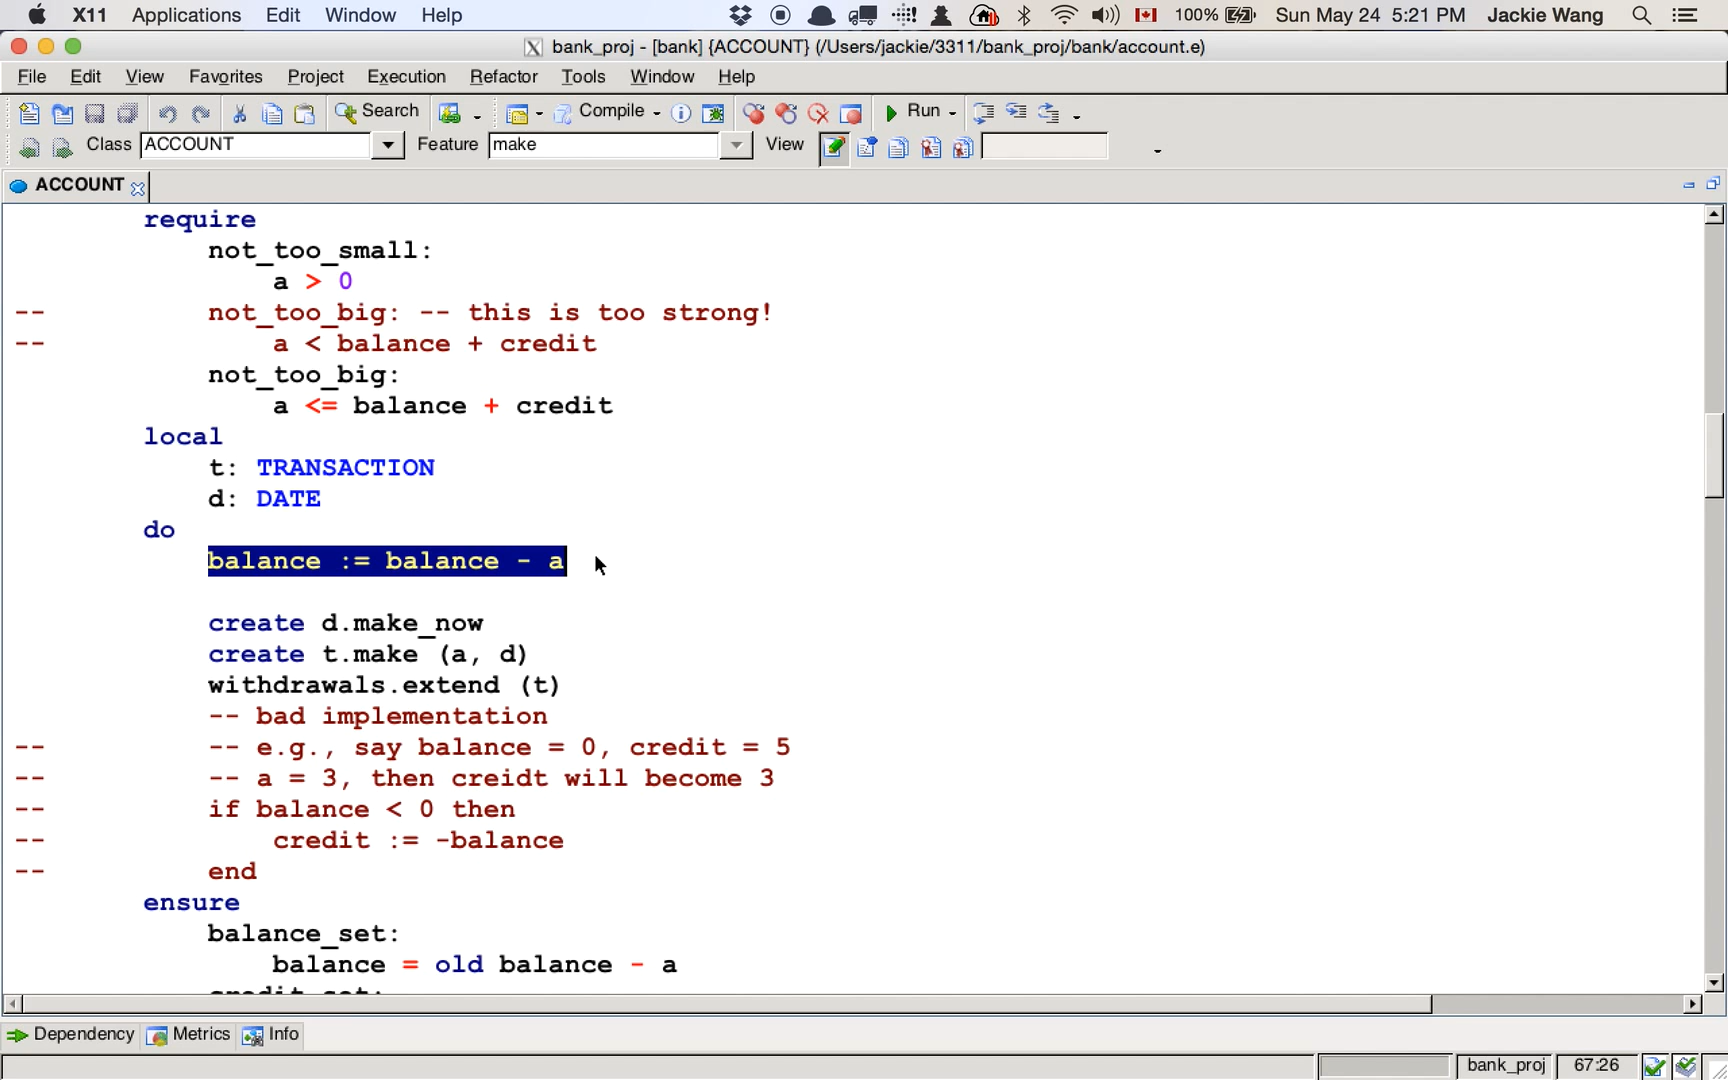 X11 Applications Edit Window Help 100% Sun May 24 5:21 PM Jackie Wang
bank_proj - [bank] {ACCOUNT} (/Users/jackie/3311/bank_proj/bank/account.e)
File Edit View Favorites Project Execution Refactor Tools Window Help
Search Compile Run
Class ACCOUNT Feature make View
ACCOUNT
require
not_too_small:
a > 0
-- not_too_big: -- this is too strong!
-- a < balance + credit
not_too_big:
a <= balance + credit
local
t: TRANSACTION
d: DATE
do
balance := balance - a
create d.make_now
create t.make (a, d)
withdrawals.extend (t)
-- bad implementation
-- -- e.g., say balance = 0, credit = 5
-- -- a = 3, then creidt will become 3
-- if balance < 0 then
-- credit := -balance
-- end
ensure
balance_set:
balance = old balance - a
credit_set:
Dependency Metrics Info
bank_proj 67:26